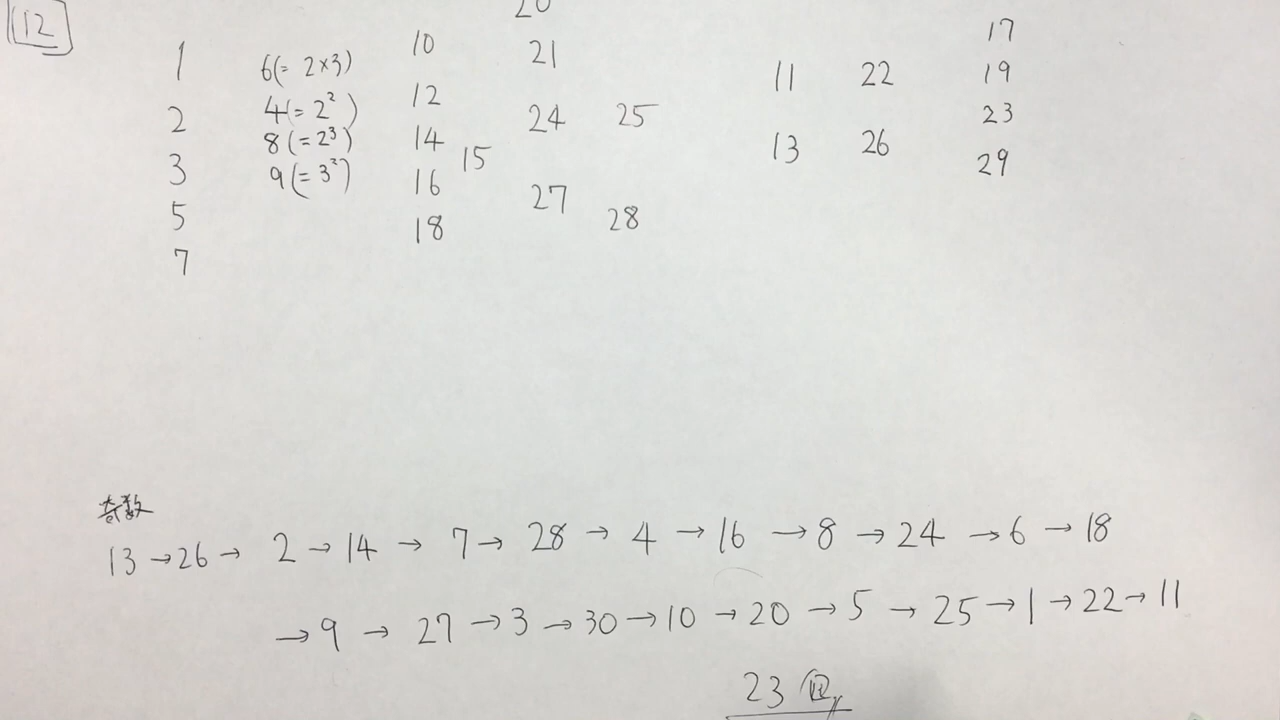 12
20
1 6(= 2×3) 10 21 11 22 17
19
2 4(= 2²) 12 24 25 23
3 8(= 2³) 14 15 13 26 29
5 9(= 3²) 16 27 28
7 18
奇数
13→26→ 2→14→ 7→ 28→ 4→16→8→24→6→18
→9→ 27→3→30→10→20→5→25→1→22→11
23回